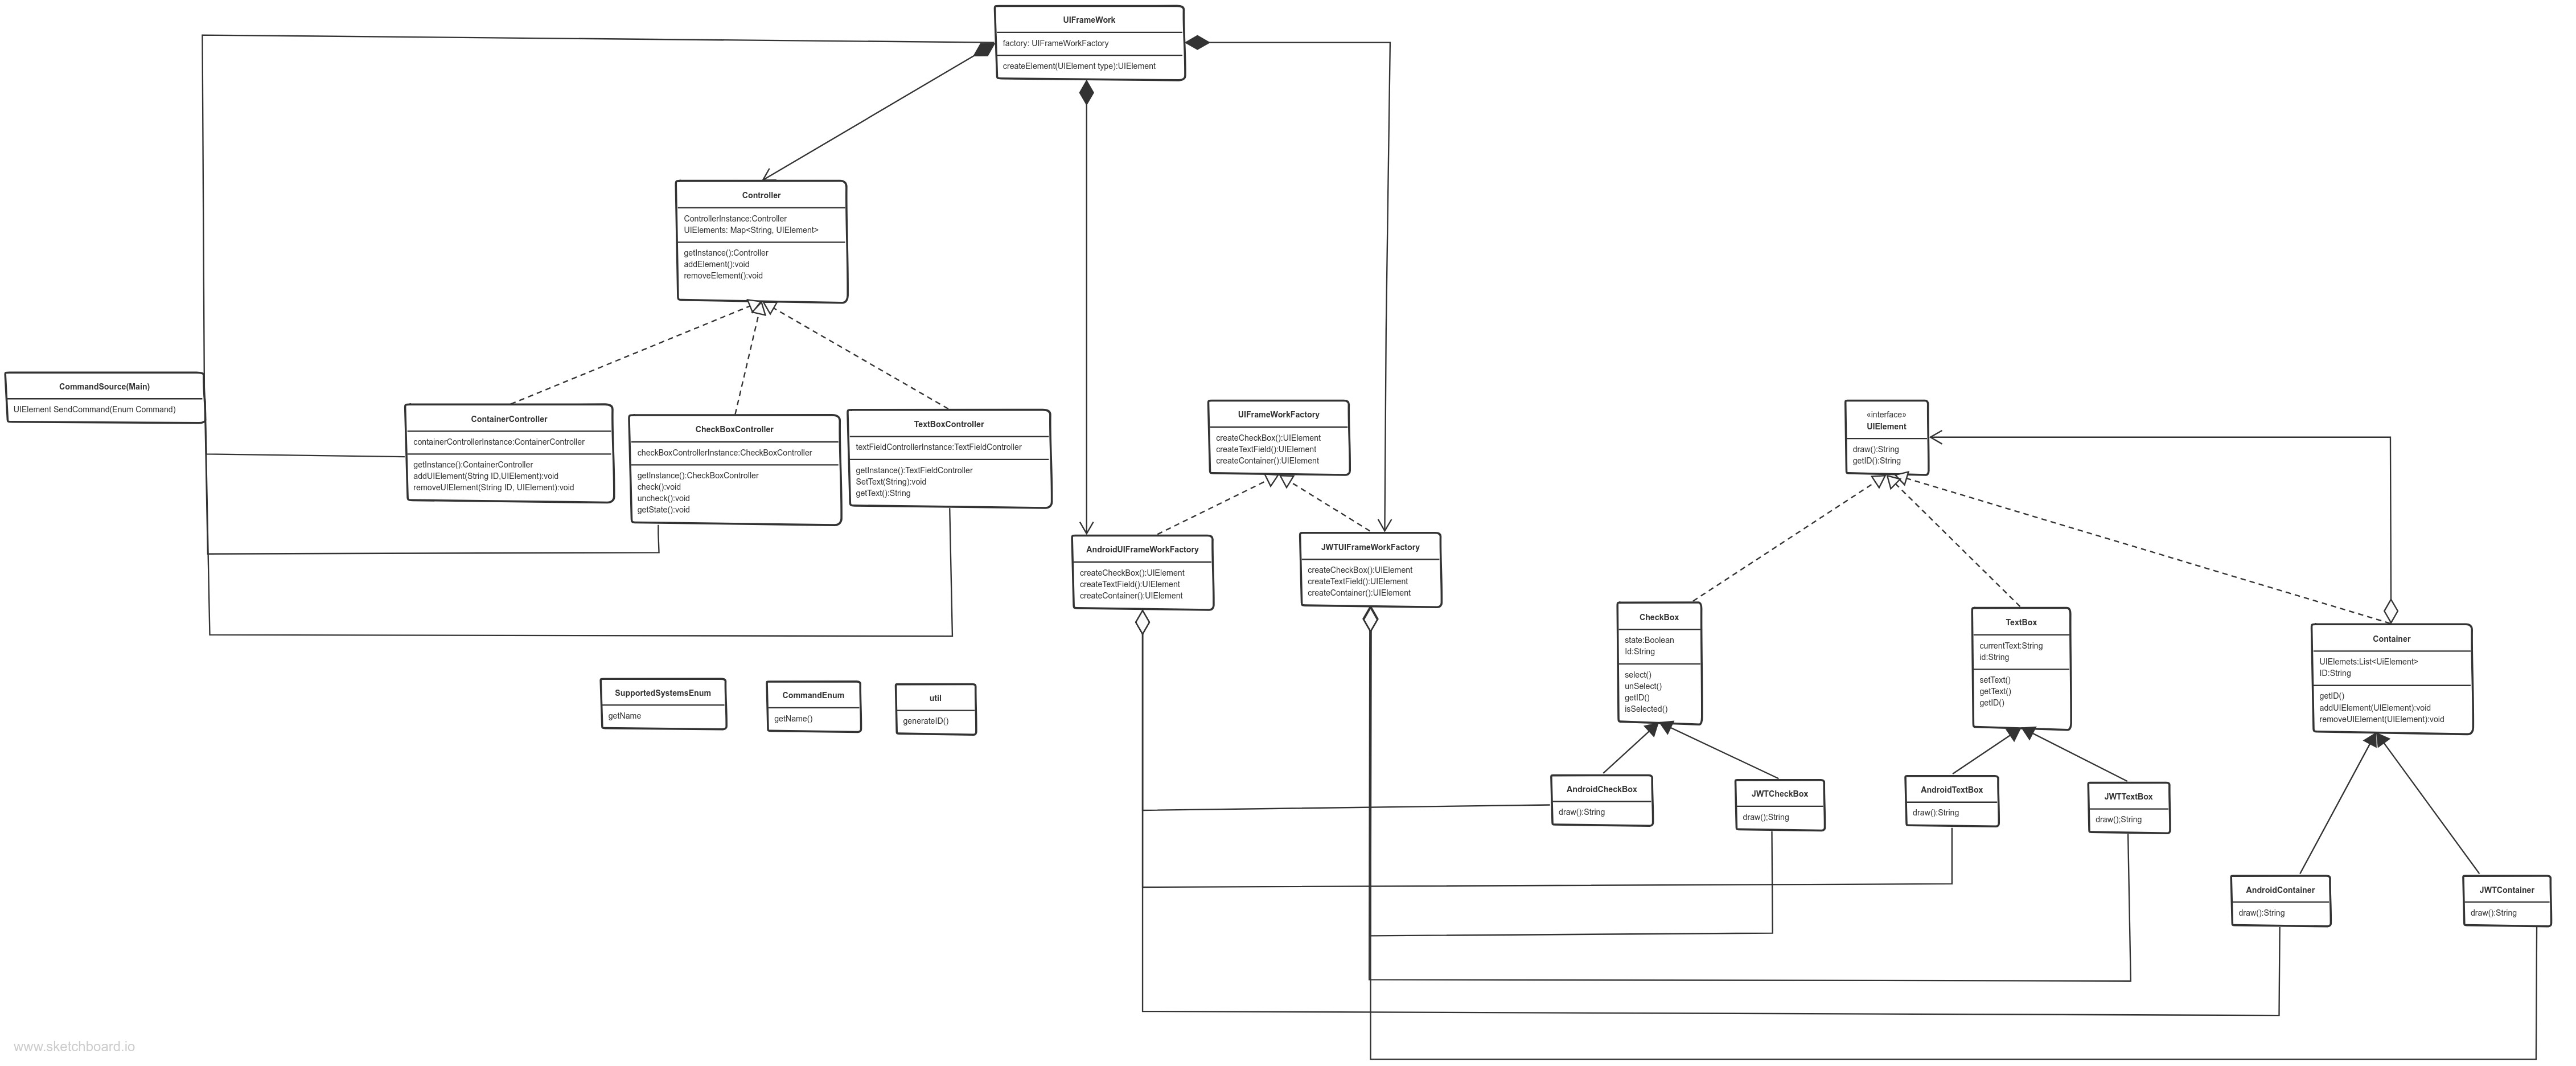 UIFrameWork
factory: UIFrameWorkFactory
createElement(UIElement type):UIElement
Controller
ControllerInstance:Controller
UIElements: Map<String, UIElement>
getInstance():Controller
addElement():void
removeElement():void
CommandSource(Main)
UIElement SendCommand(Enum Command)
ContainerController
containerControllerInstance:ContainerController
getInstance():ContainerController
addUIElement(String ID,UIElement):void
removeUIElement(String ID, UIElement):void
CheckBoxController
checkBoxControllerInstance:CheckBoxController
getInstance():CheckBoxController
check():void
uncheck():void
getState():void
TextBoxController
textFieldControllerInstance:TextFieldController
getInstance():TextFieldController
SetText(String):void
getText():String
UIFrameWorkFactory
createCheckBox():UIElement
createTextField():UIElement
createContainer():UIElement
«interface»
UIElement
draw():String
getID():String
AndroidUIFrameWorkFactory
createCheckBox():UIElement
createTextField():UIElement
createContainer():UIElement
JWTUIFrameWorkFactory
createCheckBox():UIElement
createTextField():UIElement
createContainer():UIElement
CheckBox
state:Boolean
Id:String
select()
unSelect()
getID()
isSelected()
TextBox
currentText:String
id:String
setText()
getText()
getID()
Container
UIElemets:List<UiElement>
ID:String
getID()
addUIElement(UIElement):void
removeUIElement(UIElement):void
SupportedSystemsEnum
getName
CommandEnum
getName()
util
generateID()
AndroidCheckBox
draw():String
JWTCheckBox
draw();String
AndroidTextBox
draw():String
JWTTextBox
draw();String
AndroidContainer
draw():String
JWTContainer
draw():String
www.sketchboard.io